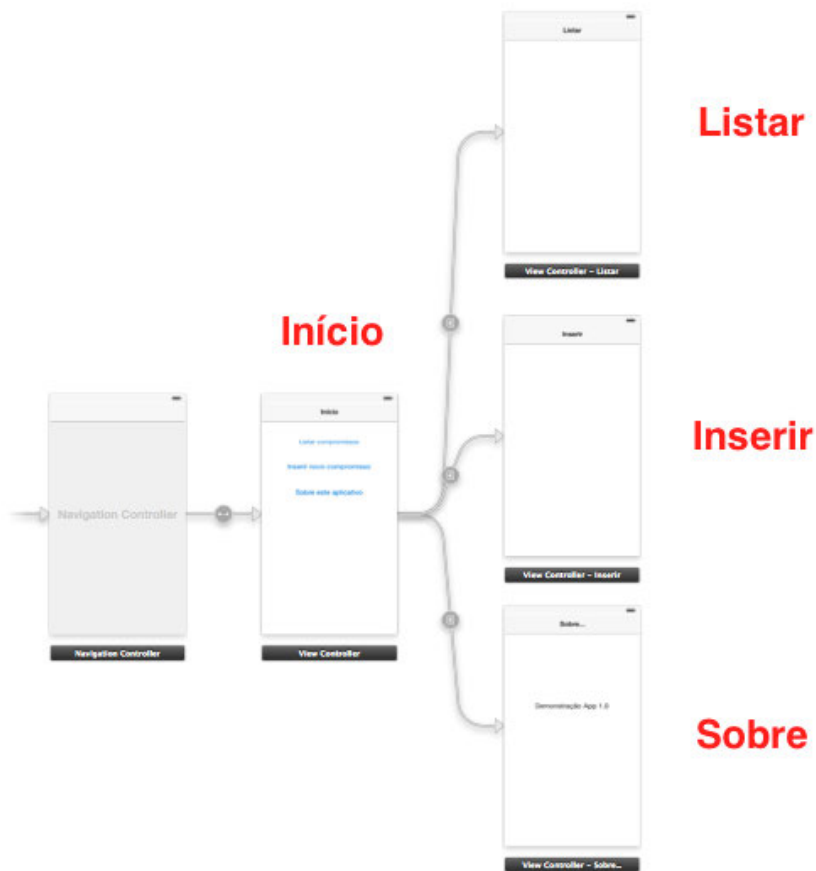 Listar
Listar
View Controller – Listar
Início
Inserir
Início
Listar compromissos
Inserir novo compromisso
Sobre este aplicativo
Inserir
Navigation Controller
View Controller – Inserir
Sobre...
Navigation Controller
View Controller
Demonstração App 1.0
Sobre
View Controller – Sobre...